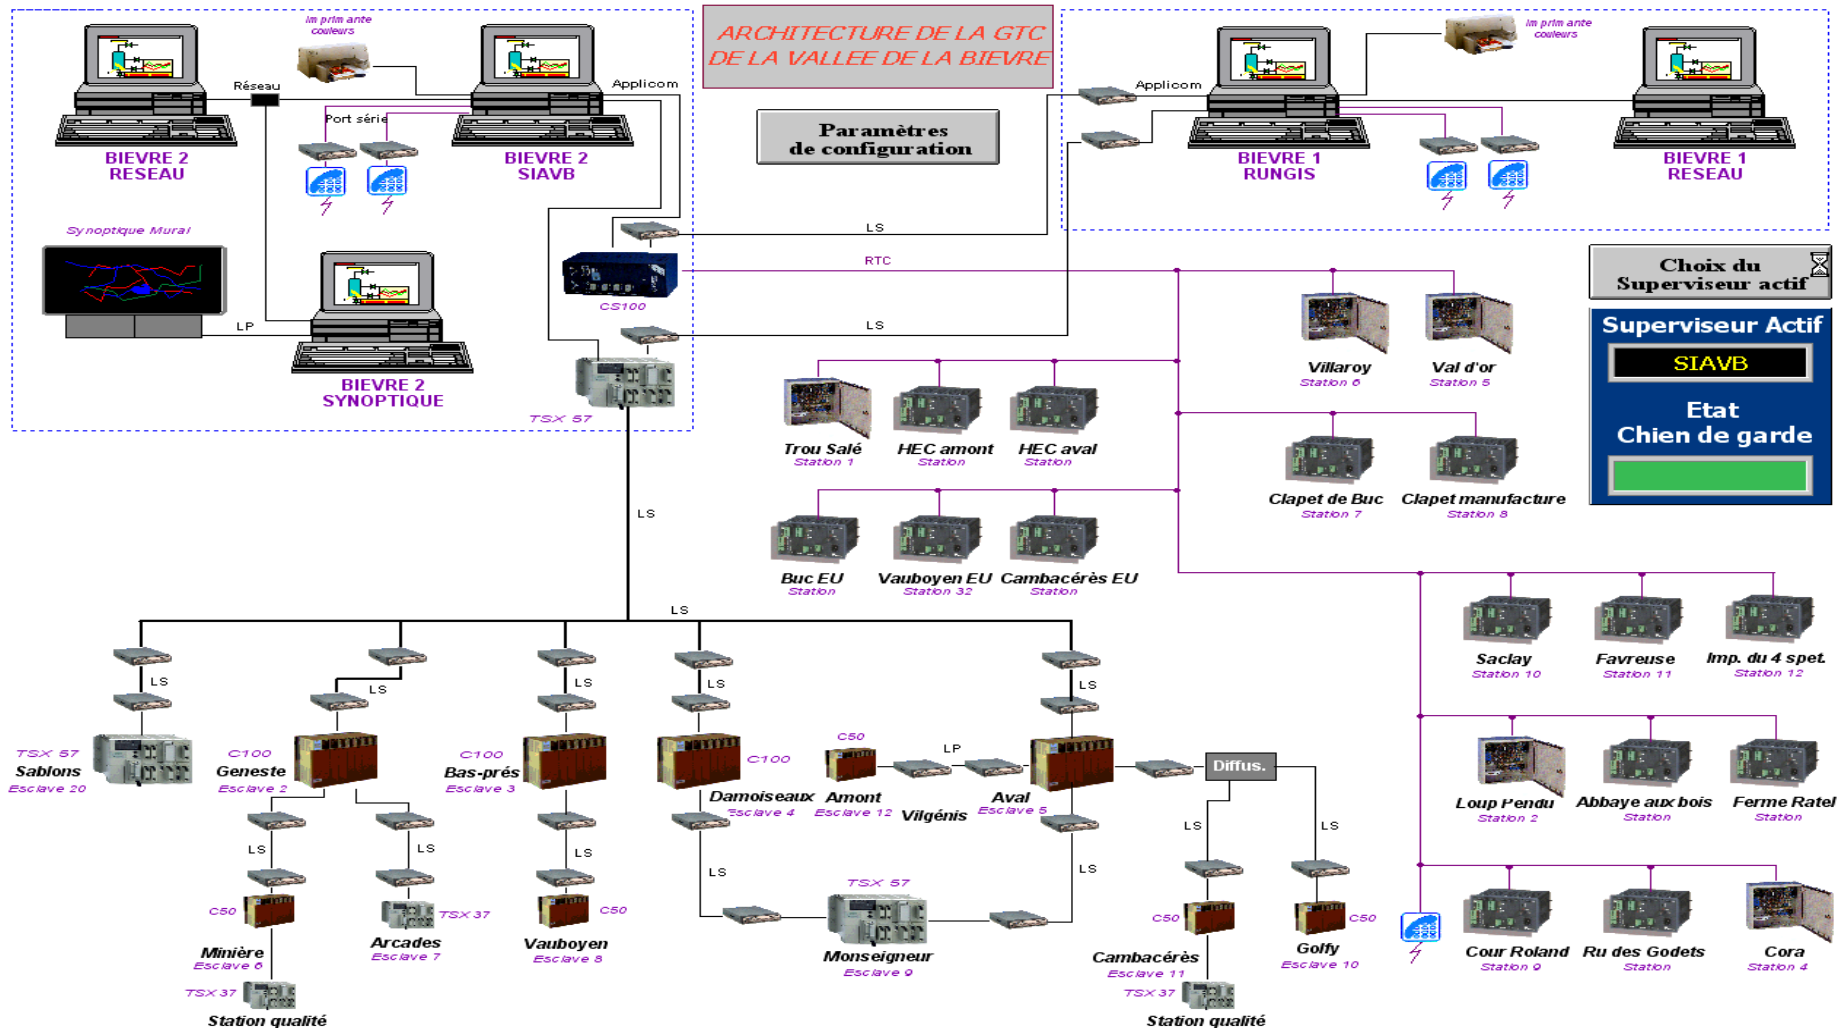 ARCHITECTURE DE LA GTC
DE LA VALLEE DE LA BIEVRE
Paramètres
de configuration
Imprimante
couleurs
Réseau
Port série
Applicom
BIEVRE 2
RESEAU
BIEVRE 2
SIAVB
Synoptique Mural
LP
BIEVRE 2
SYNOPTIQUE
CS100
TSX 57
Imprimante
couleurs
Applicom
BIEVRE 1
RUNGIS
BIEVRE 1
RESEAU
LS
RTC
LS
Choix du
Superviseur actif
Superviseur Actif
SIAVB
Etat
Chien de garde
Villaroy
Station 6
Val d'or
Station 5
Trou Salé
Station 1
HEC amont
Station
HEC aval
Station
Clapet de Buc
Station 7
Clapet manufacture
Station 8
Buc EU
Station
Vauboyen EU
Station 32
Cambacérès EU
Station
Saclay
Station 10
Favreuse
Station 11
Imp. du 4 spet.
Station 12
Loup Pendu
Station 2
Abbaye aux bois
Station
Ferme Ratel
Station
Cour Roland
Station 9
Ru des Godets
Station
Cora
Station 4
LS
LS
LS
LS
LS
LS
LS
TSX 57
Sablons
Esclave 20
C100
Geneste
Esclave 2
C100
Bas-prés
Esclave 3
C100
Damoiseaux
Esclave 4
C50
Amont
Esclave 12
LP
Vilgénis
Aval
Esclave 5
Diffus.
LS
LS
LS
LS
LS
LS
LS
C50
Minière
Esclave 6
TSX 37
Arcades
Esclave 7
C50
Vauboyen
Esclave 8
TSX 57
Monseigneur
Esclave 9
C50
Cambacérès
Esclave 11
C50
Golfy
Esclave 10
TSX 37
Station qualité
TSX 37
Station qualité